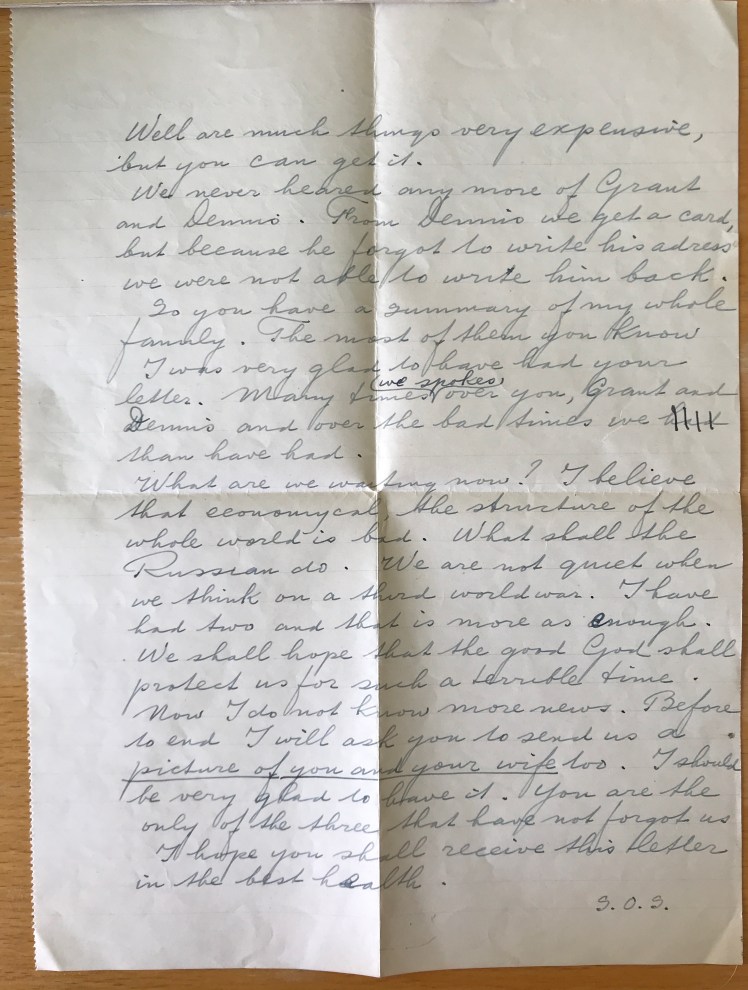 Well are much things very expensive,
but you can get it.
We never heared any more of Grant
and Dennis. From Dennis we get a card,
but because he forgot to write his adress
we were not able to write him back.
So you have a summary of my whole
family. The most of them you know
I was very glad to have had your
(we spokes)
letter. Many times over you, Grant and
Dennis and over the bad times we
than have had.
What are we waiting now? I believe
that economycal, the structure of the
whole world is bad. What shall the
Russian do. We are not quiet when
we think on a third worldwar. I have
had two and that is more as enough.
We shall hope that the good God shall
protect us for such a terrible time.
Now I do not know more news. Before
to end I will ask you to send us a
picture of you and your wife too. I should
be very glad to have it. You are the
only of the three that have not forgot us
I hope you shall receive this letter
in the best health.
S.O.S.